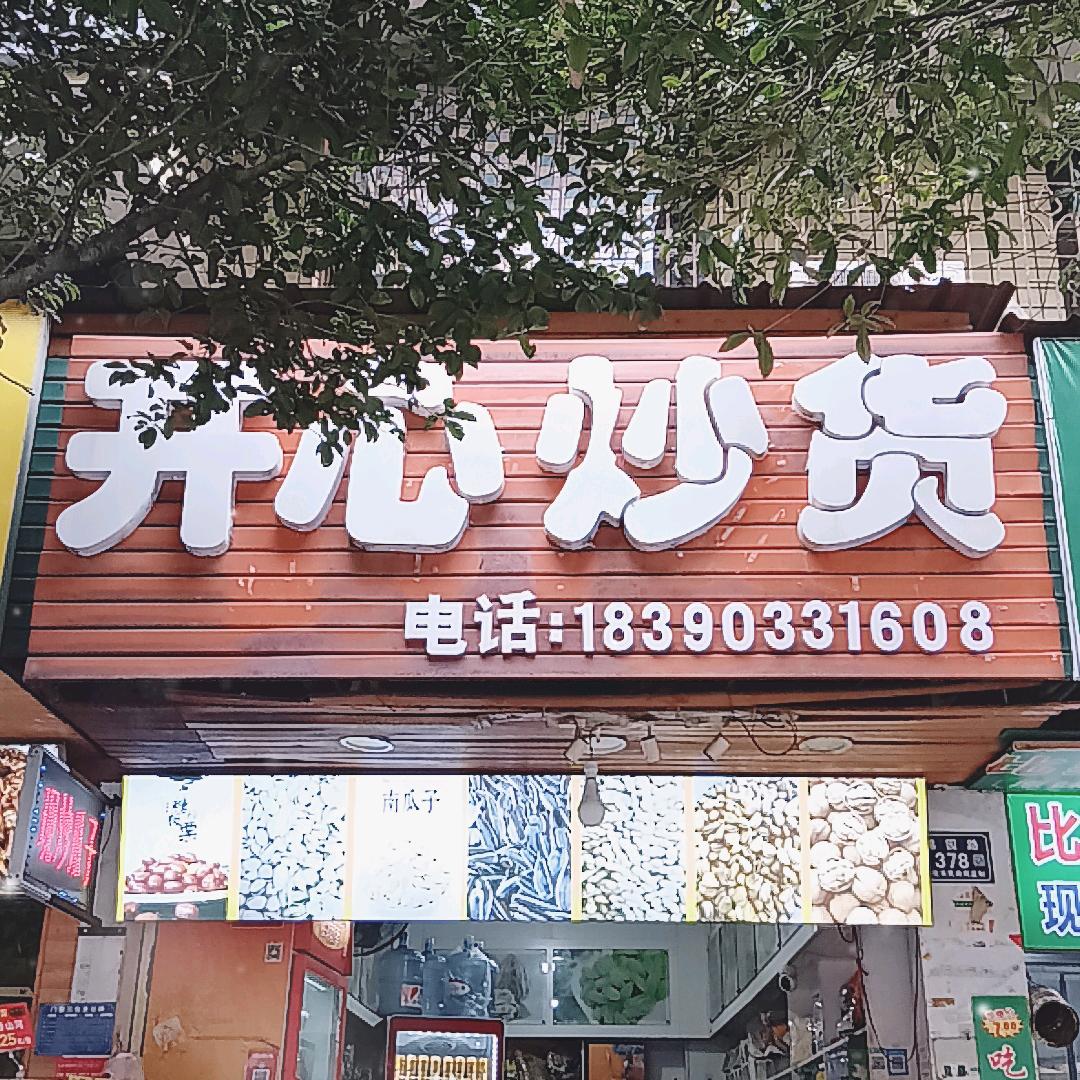 开心炒货
电话:18390331608
南瓜子
378
比
现
吃